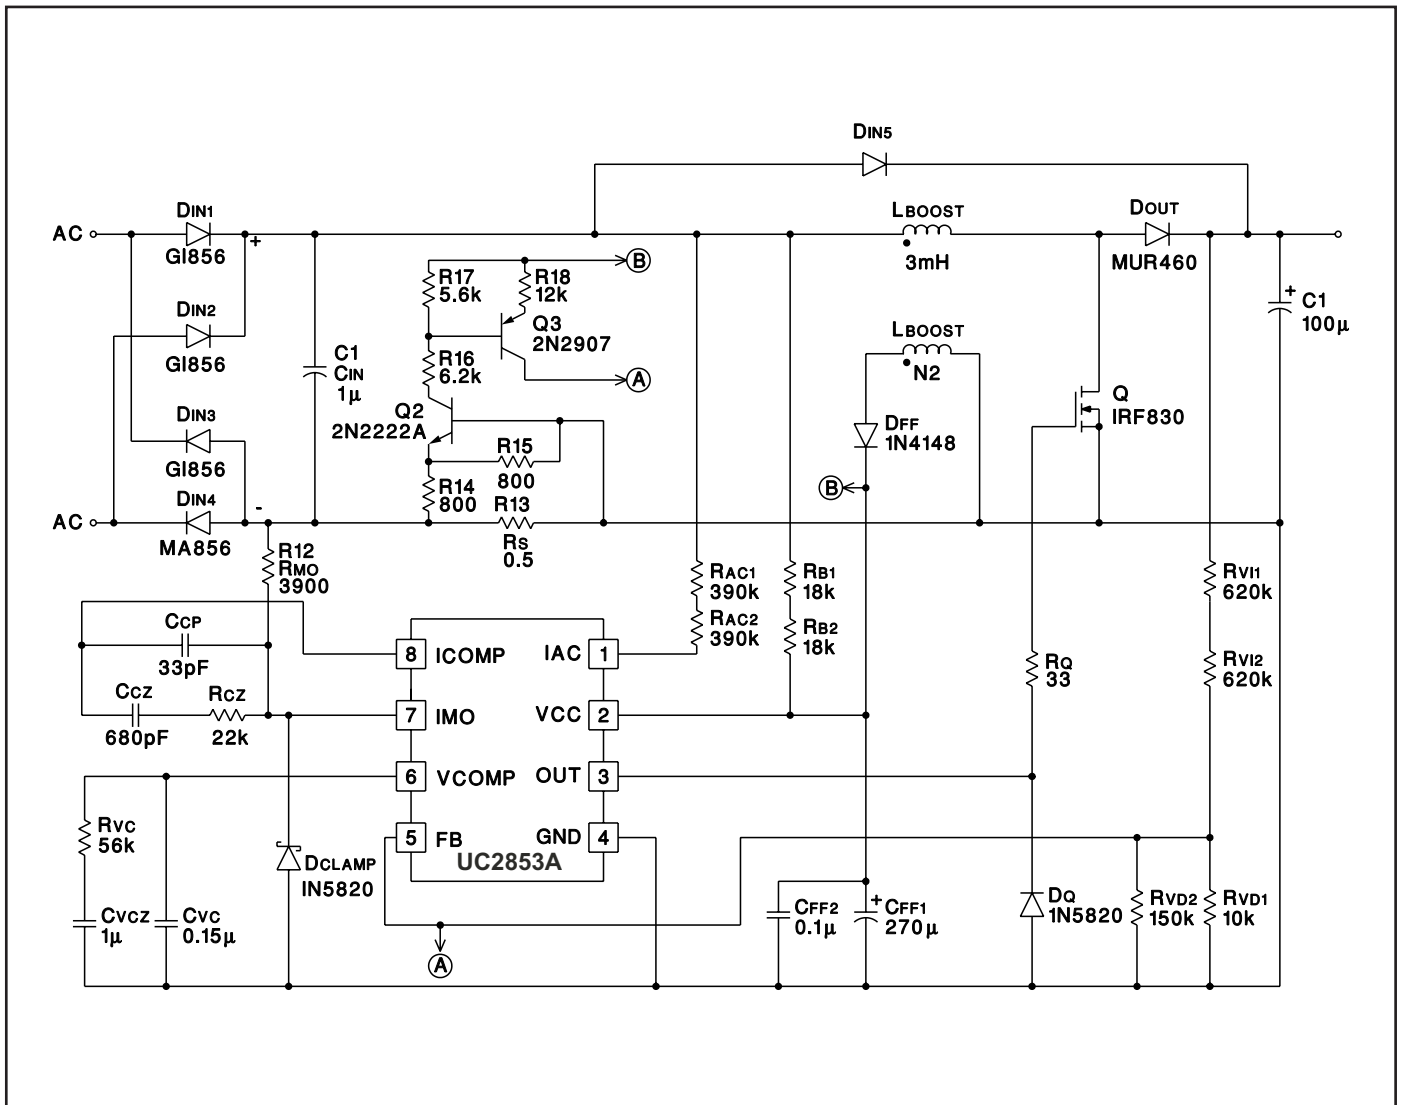 DIN5
DIN1
AC
+
GI856
LBOOST
3mH
DOUT
MUR460
R17
5.6k
R18
12k
B
DIN2
GI856
Q3
2N2907
+
C1
100µ
LBOOST
N2
C1
CIN
1µ
R16
6.2k
A
Q2
2N2222A
Q
IRF830
DIN3
GI856
DFF
1N4148
R15
800
R14
800
R13
RS
0.5
B
DIN4
-
AC
MA856
R12
RMO
3900
RAC1
390k
RAC2
390k
RB1
18k
RB2
18k
RVI1
620k
CCP
33pF
8 ICOMP
IAC 1
RQ
33
RVI2
620k
CCZ
680pF
RCZ
22k
7 IMO
VCC 2
6 VCOMP
OUT 3
RVC
56k
5 FB
GND 4
UC2853A
DCLAMP
IN5820
CVCZ
1µ
CVC
0.15µ
A
CFF2
0.1µ
+
CFF1
270µ
DQ
1N5820
RVD2
150k
RVD1
10k